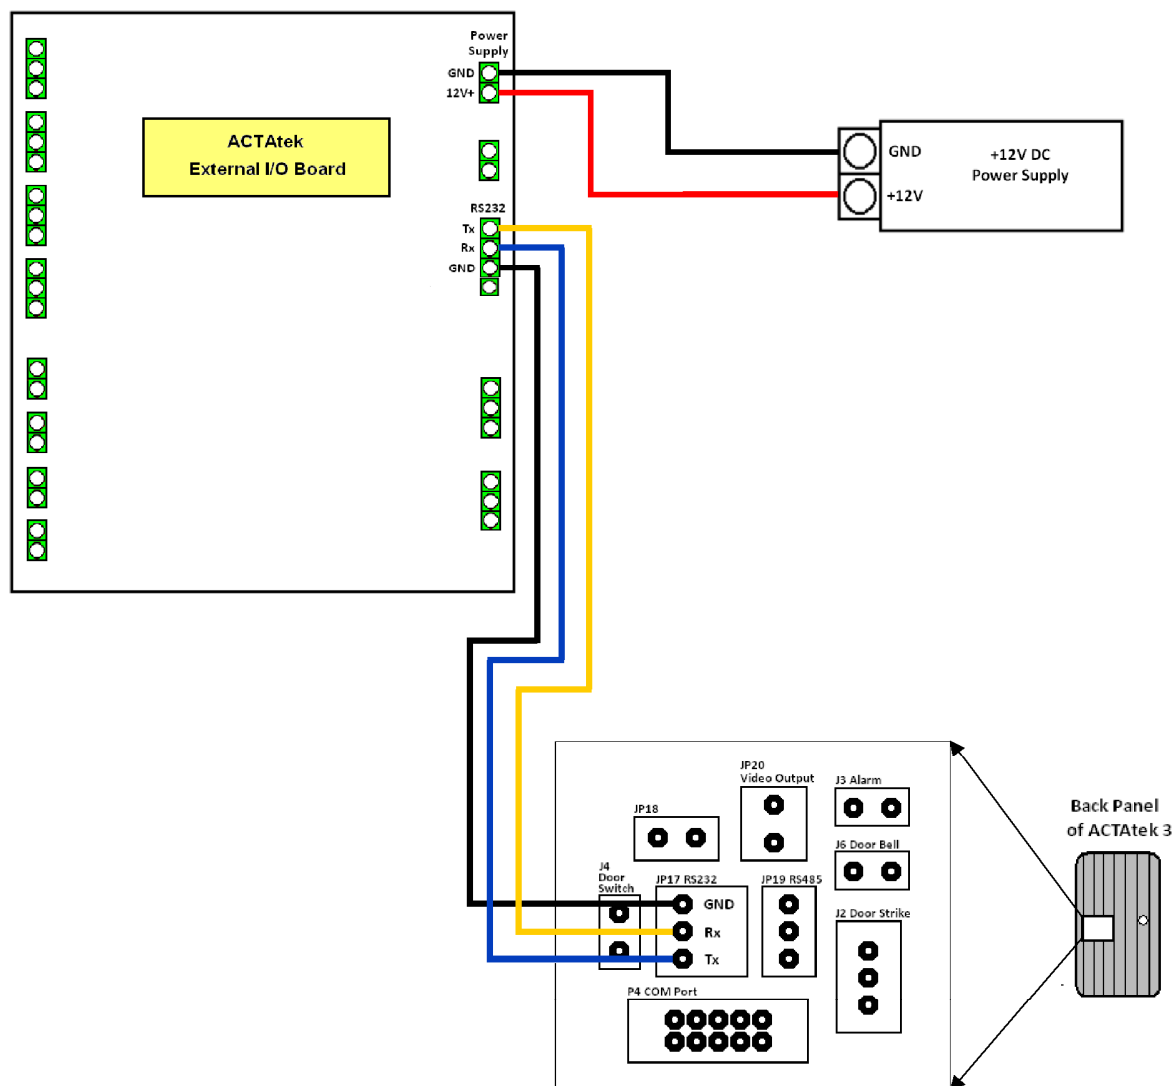 Power
Supply
GND
12V+
ACTAtek
External I/O Board
GND
+12V
+12V DC
Power Supply
RS232
Tx
Rx
GND
JP20
Video Output
J3 Alarm
JP18
J6 Door Bell
J4
Door
Switch
JP17 RS232
JP19 RS485
GND
Rx
Tx
J2 Door Strike
P4 COM Port
Back Panel
of ACTAtek 3